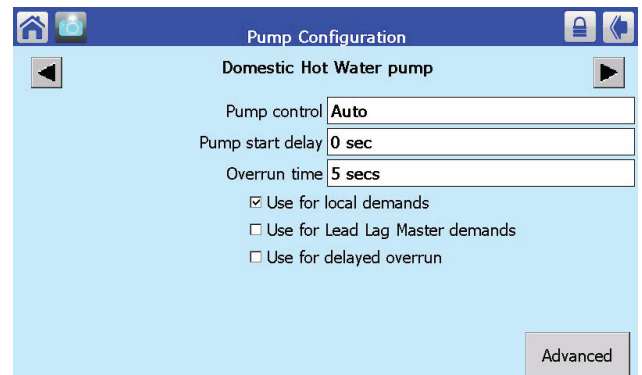 Pump Configuration
Domestic Hot Water pump
Pump control Auto
Pump start delay 0 sec
Overrun time 5 secs
Use for local demands
Use for Lead Lag Master demands
Use for delayed overrun
Advanced